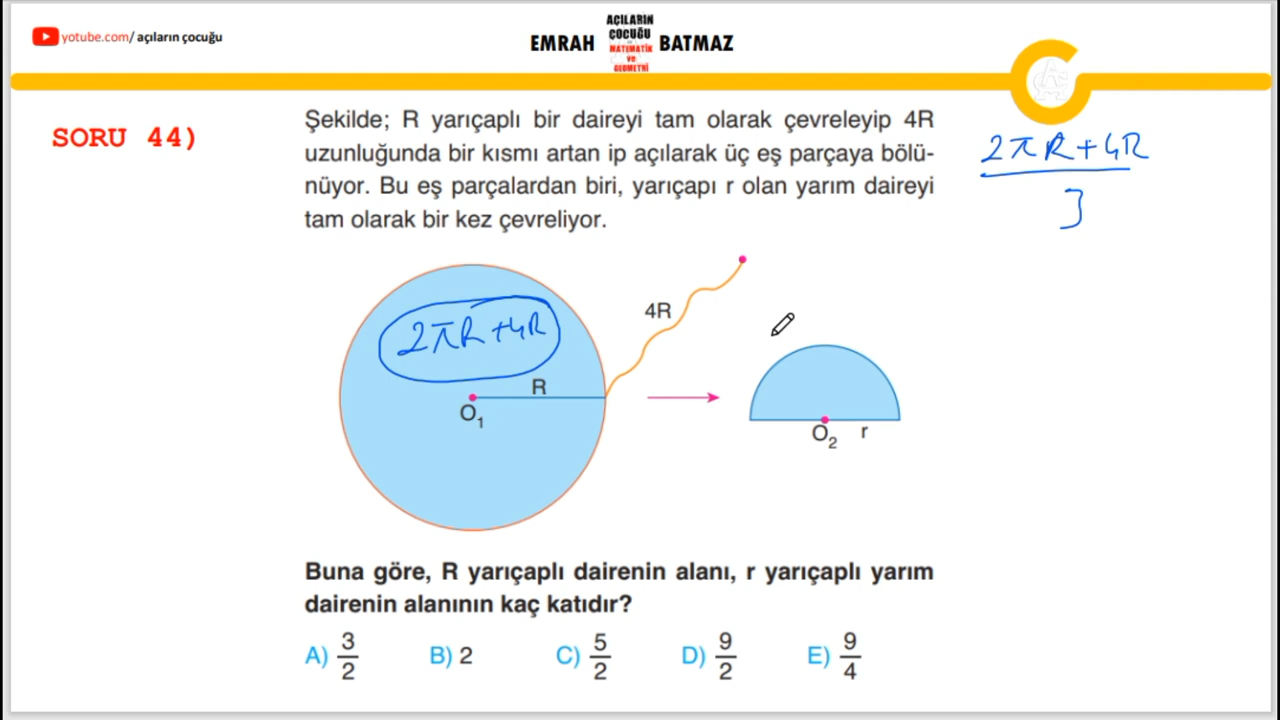 yotube.com/ açıların çocuğu
EMRAH
AÇILARIN
ÇOCUĞU
MATEMATİK
ve
GEOMETRİ
BATMAZ
SORU 44)
Şekilde; R yarıçaplı bir daireyi tam olarak çevreleyip 4R
uzunluğunda bir kısmı artan ip açılarak üç eş parçaya bölü-
nüyor. Bu eş parçalardan biri, yarıçapı r olan yarım daireyi
tam olarak bir kez çevreliyor.
2πR+4R
3
2πR+4R
4R
R
O1
O2 r
Buna göre, R yarıçaplı dairenin alanı, r yarıçaplı yarım
dairenin alanının kaç katıdır?
A) 3/2 B) 2 C) 5/2 D) 9/2 E) 9/4